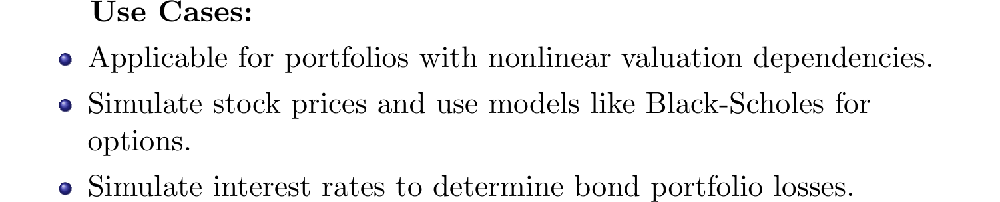 Use Cases:
Applicable for portfolios with nonlinear valuation dependencies.
Simulate stock prices and use models like Black-Scholes for
options.
Simulate interest rates to determine bond portfolio losses.